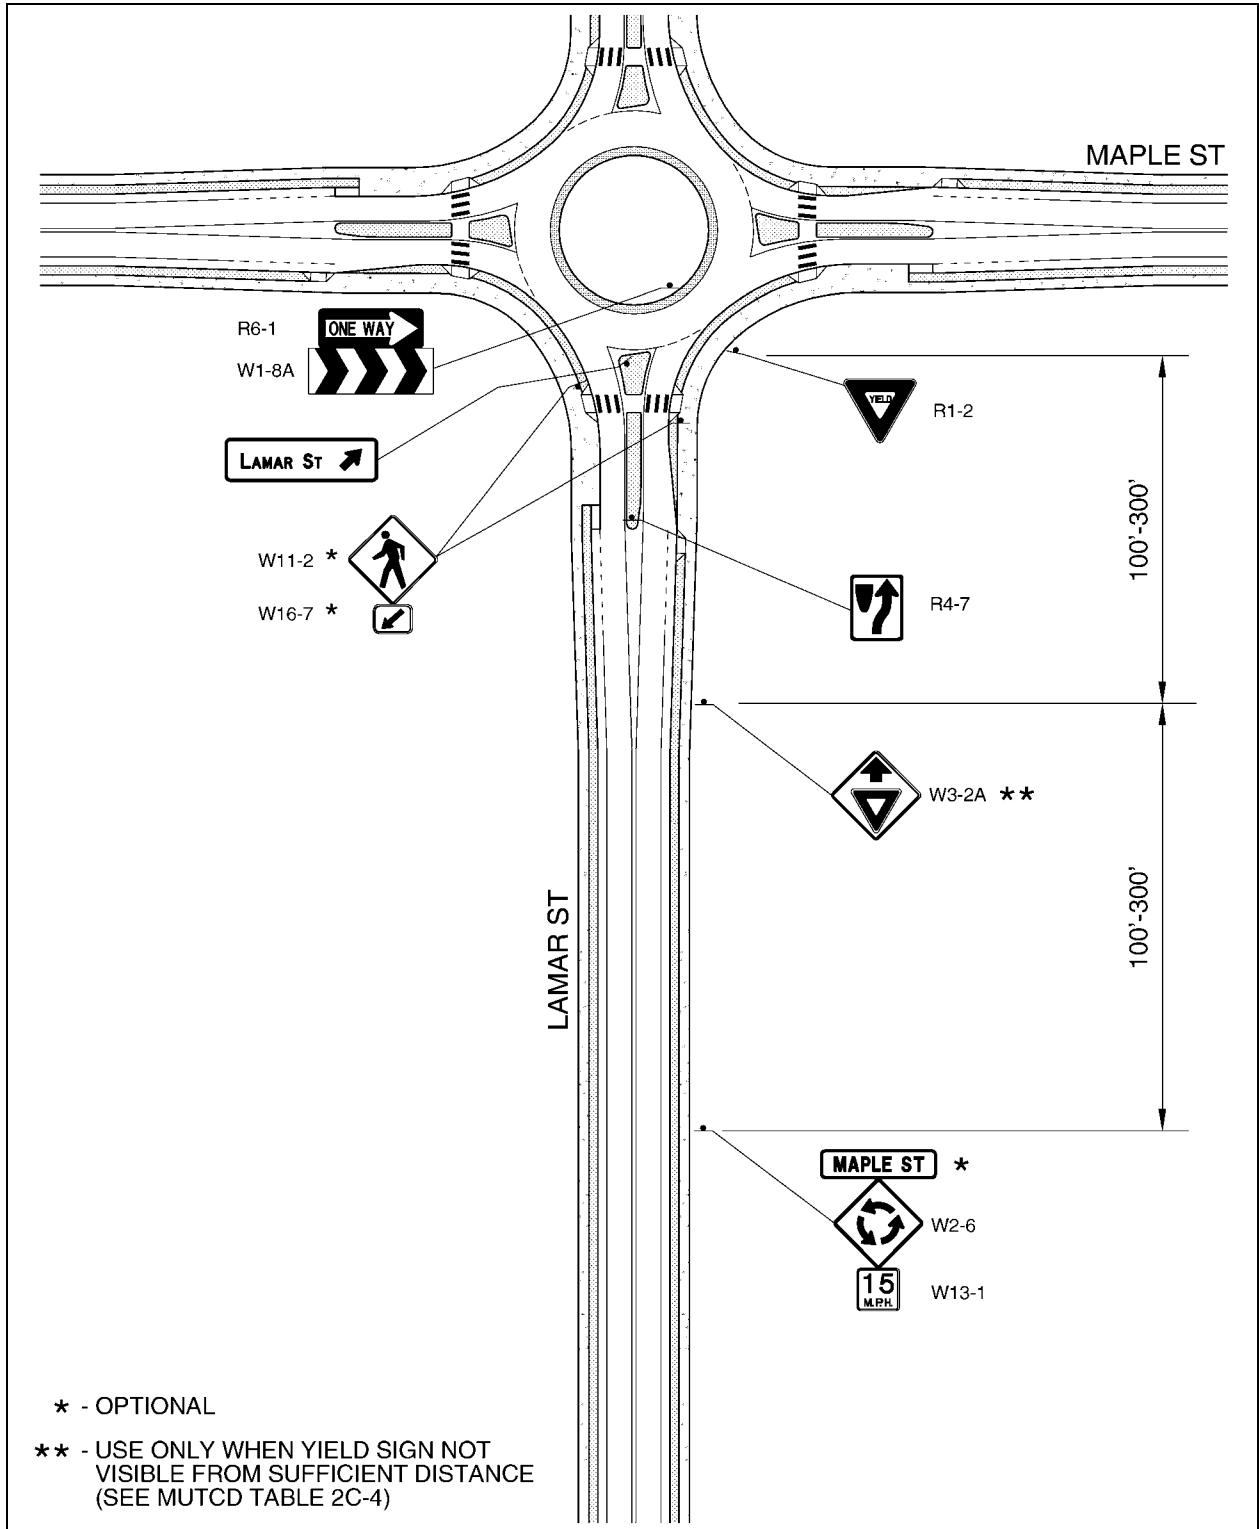 MAPLE ST
R6-1
ONE WAY
W1-8A
YIELD
R1-2
LAMAR ST
100'-300'
W11-2 *
W16-7 *
R4-7
W3-2A **
LAMAR ST
100'-300'
MAPLE ST *
W2-6
15
M.P.H.
W13-1
* - OPTIONAL
** - USE ONLY WHEN YIELD SIGN NOT
VISIBLE FROM SUFFICIENT DISTANCE
(SEE MUTCD TABLE 2C-4)